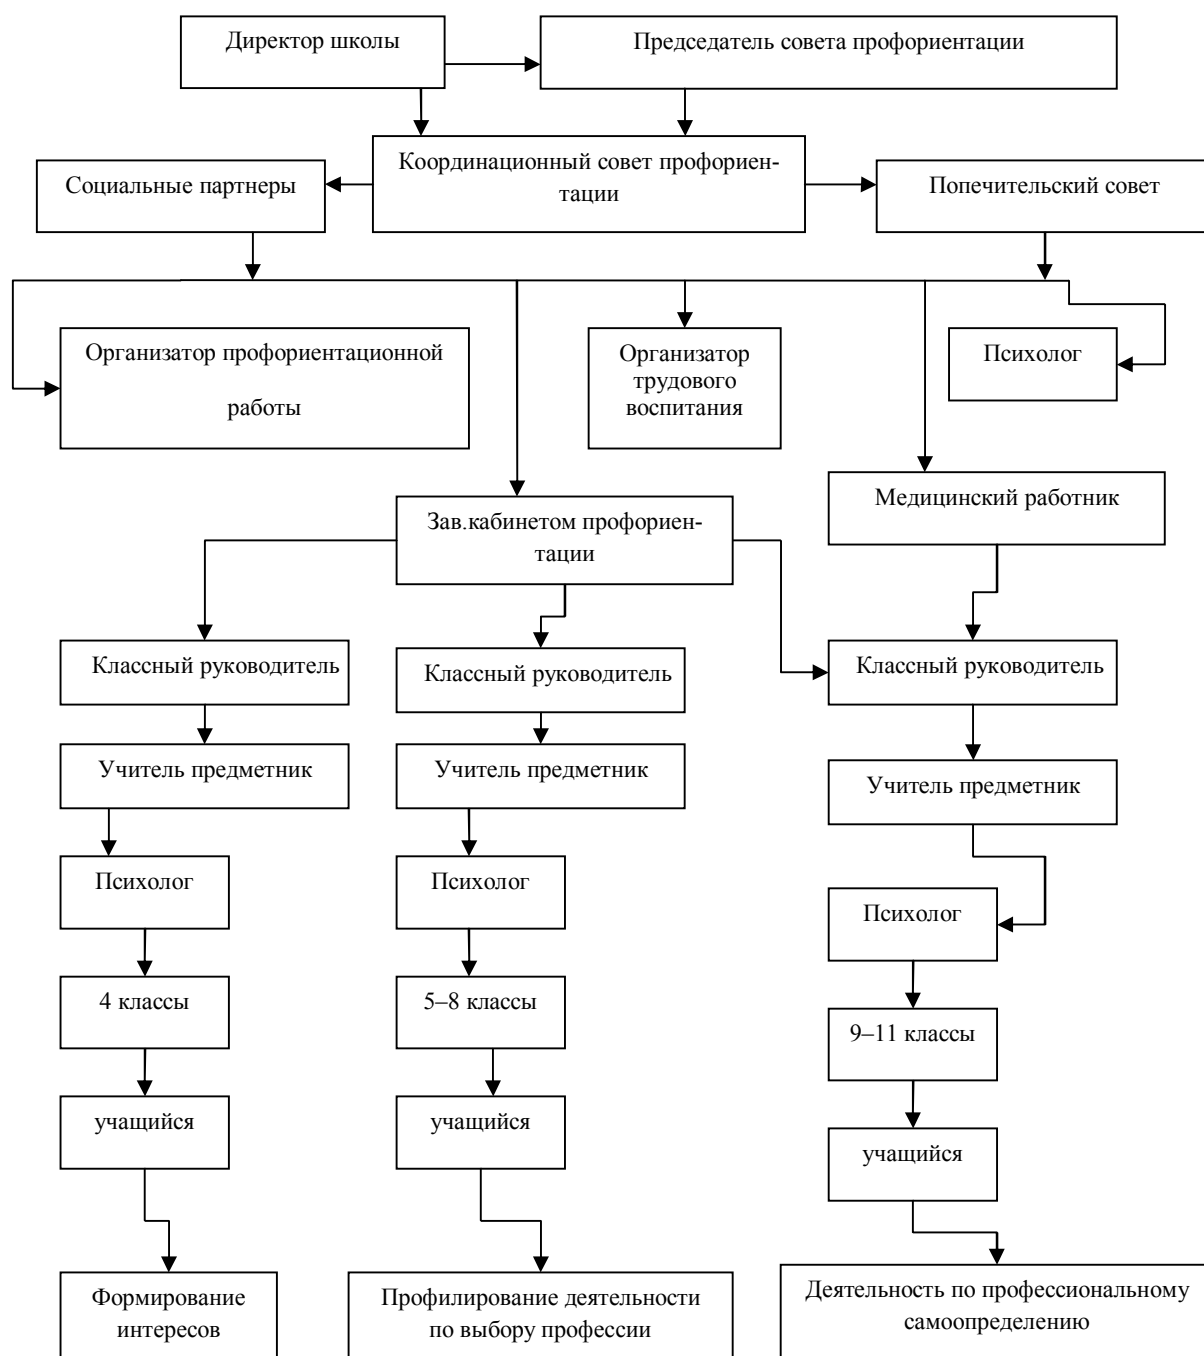 Директор школы
Председатель совета профориентации
Координационный совет профориен-
тации
Социальные партнеры
Попечительский совет
Организатор профориентационной
работы
Организатор
трудового
воспитания
Психолог
Медицинский работник
Зав.кабинетом профориен-
тации
Классный руководитель
Классный руководитель
Классный руководитель
Учитель предметник
Учитель предметник
Учитель предметник
Психолог
Психолог
Психолог
4 классы
5–8 классы
9–11 классы
учащийся
учащийся
учащийся
Формирование
интересов
Профилирование деятельности
по выбору профессии
Деятельность по профессиональному
самоопределению